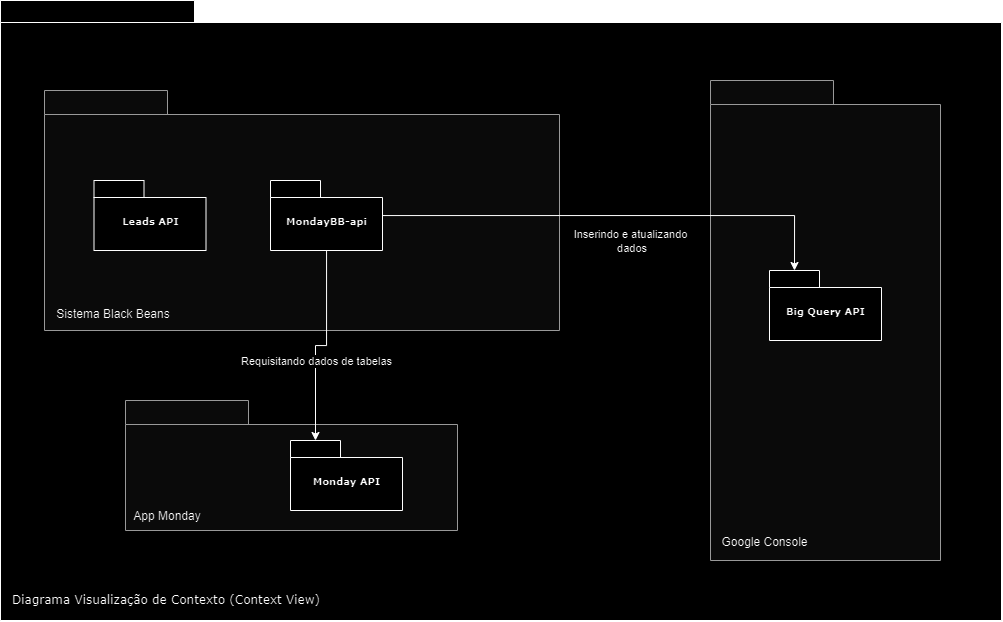 Leads API
MondayBB-api
Inserindo e atualizando
dados
Big Query API
Sistema Black Beans
Requisitando dados de tabelas
Monday API
App Monday
Google Console
Diagrama Visualização de Contexto (Context View)